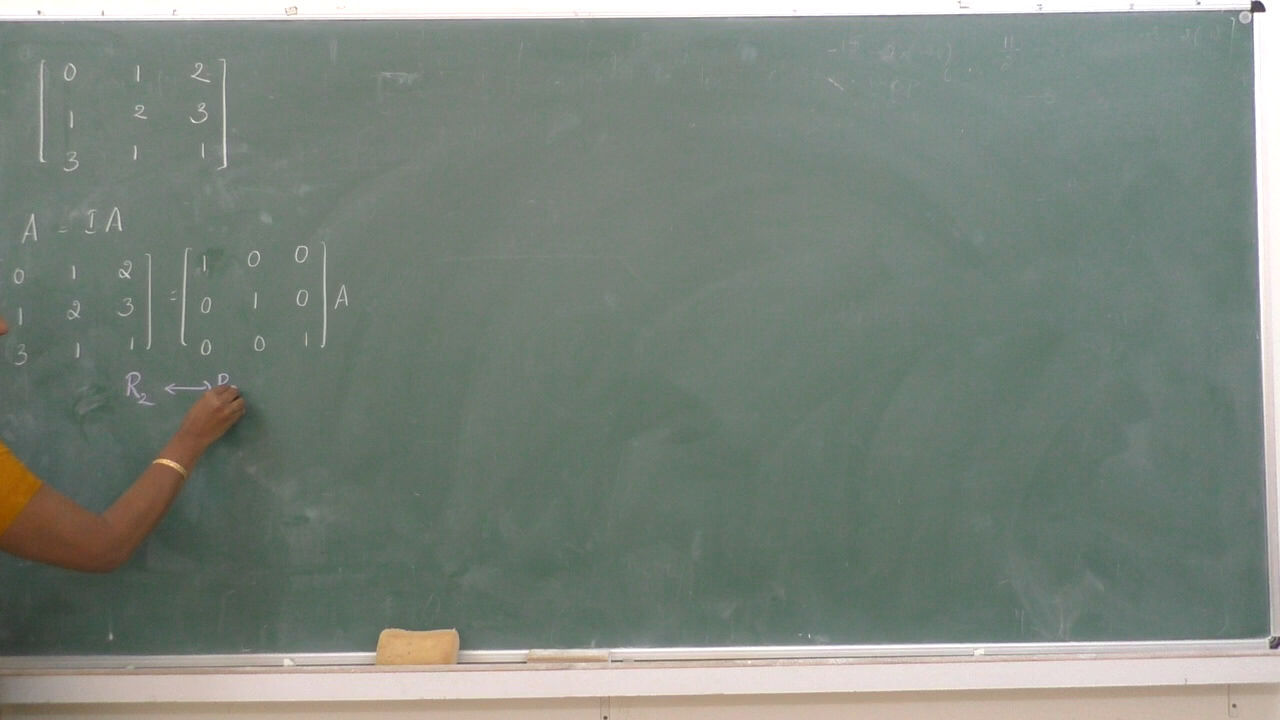 0 1 2
1 2 3
3 1 1
A = I A
0 1 2 = 1 0 0
1 2 3 0 1 0 A
3 1 1 0 0 1
R2 ⟷ R